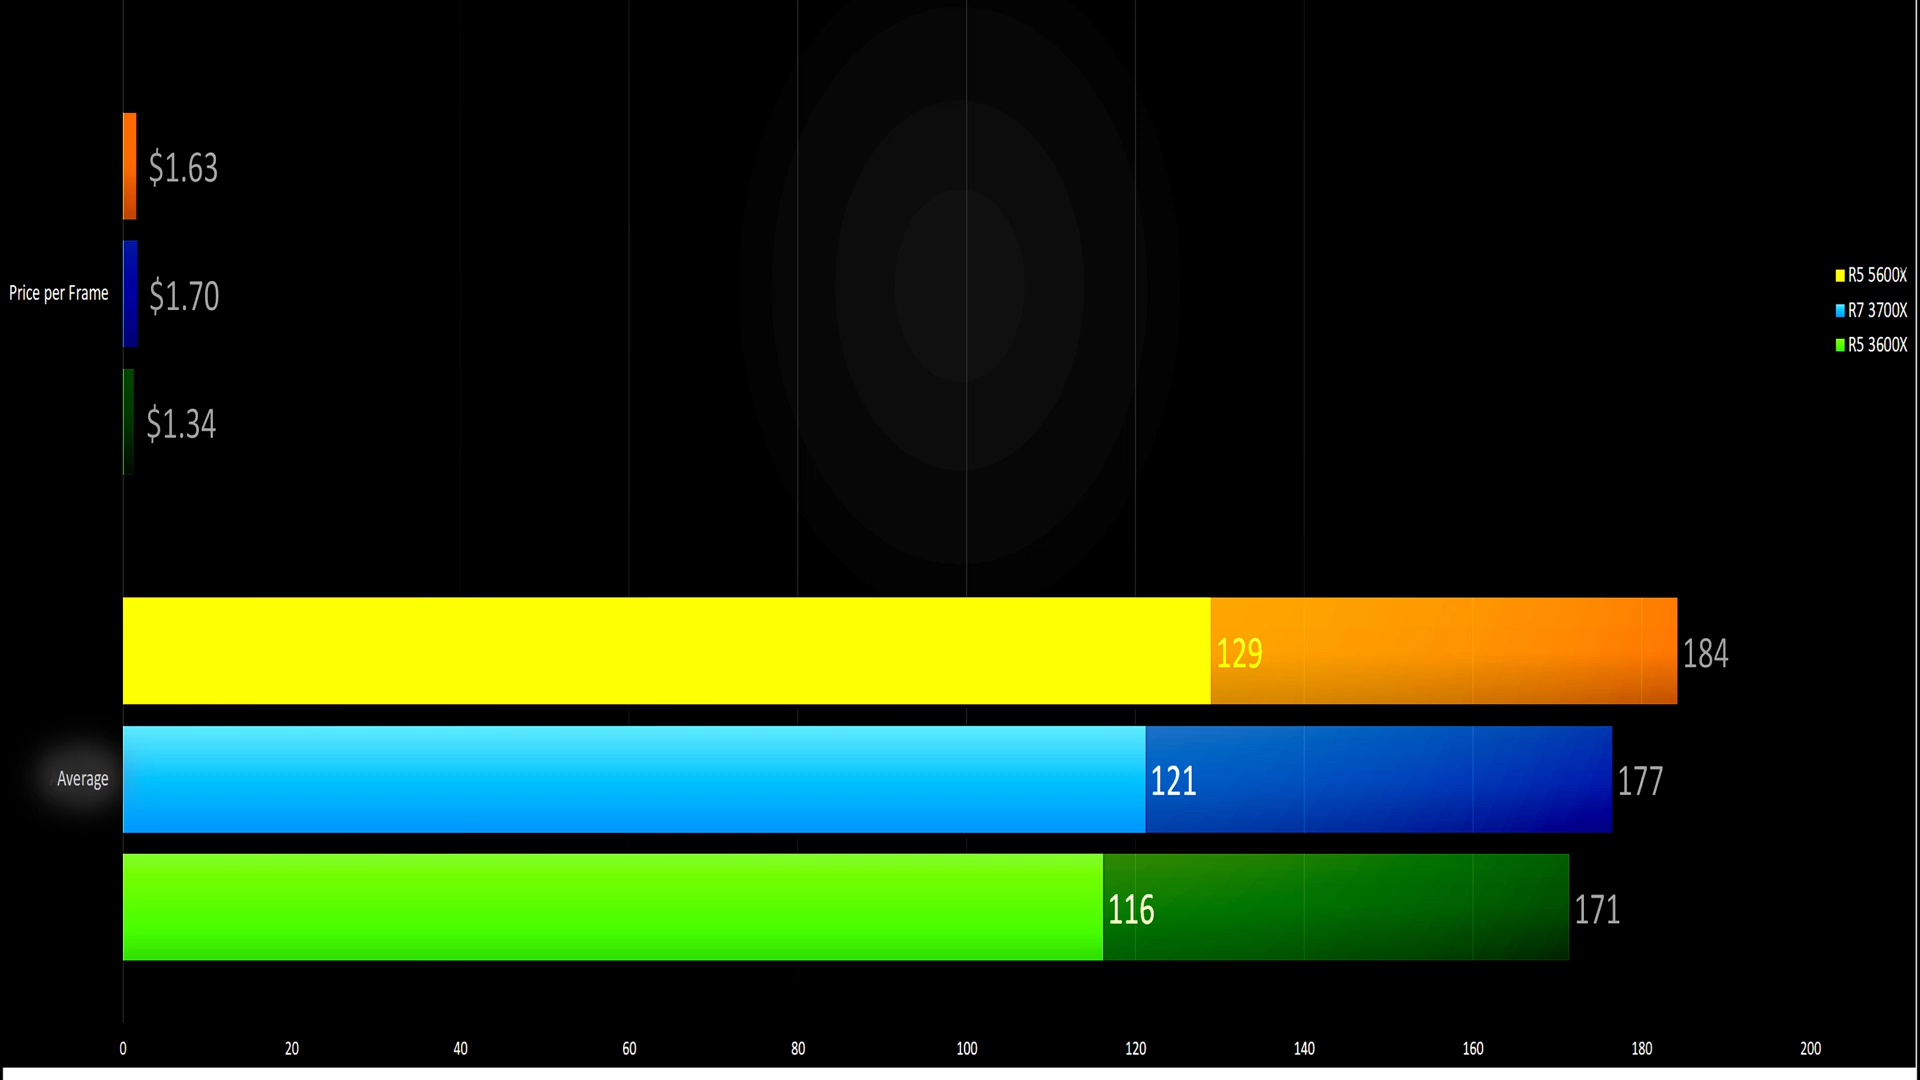 $1.63
Price per Frame
$1.70
$1.34
R5 5600X
R7 3700X
R5 3600X
129
184
Average
121
177
116
171
0 20 40 60 80 100 120 140 160 180 200